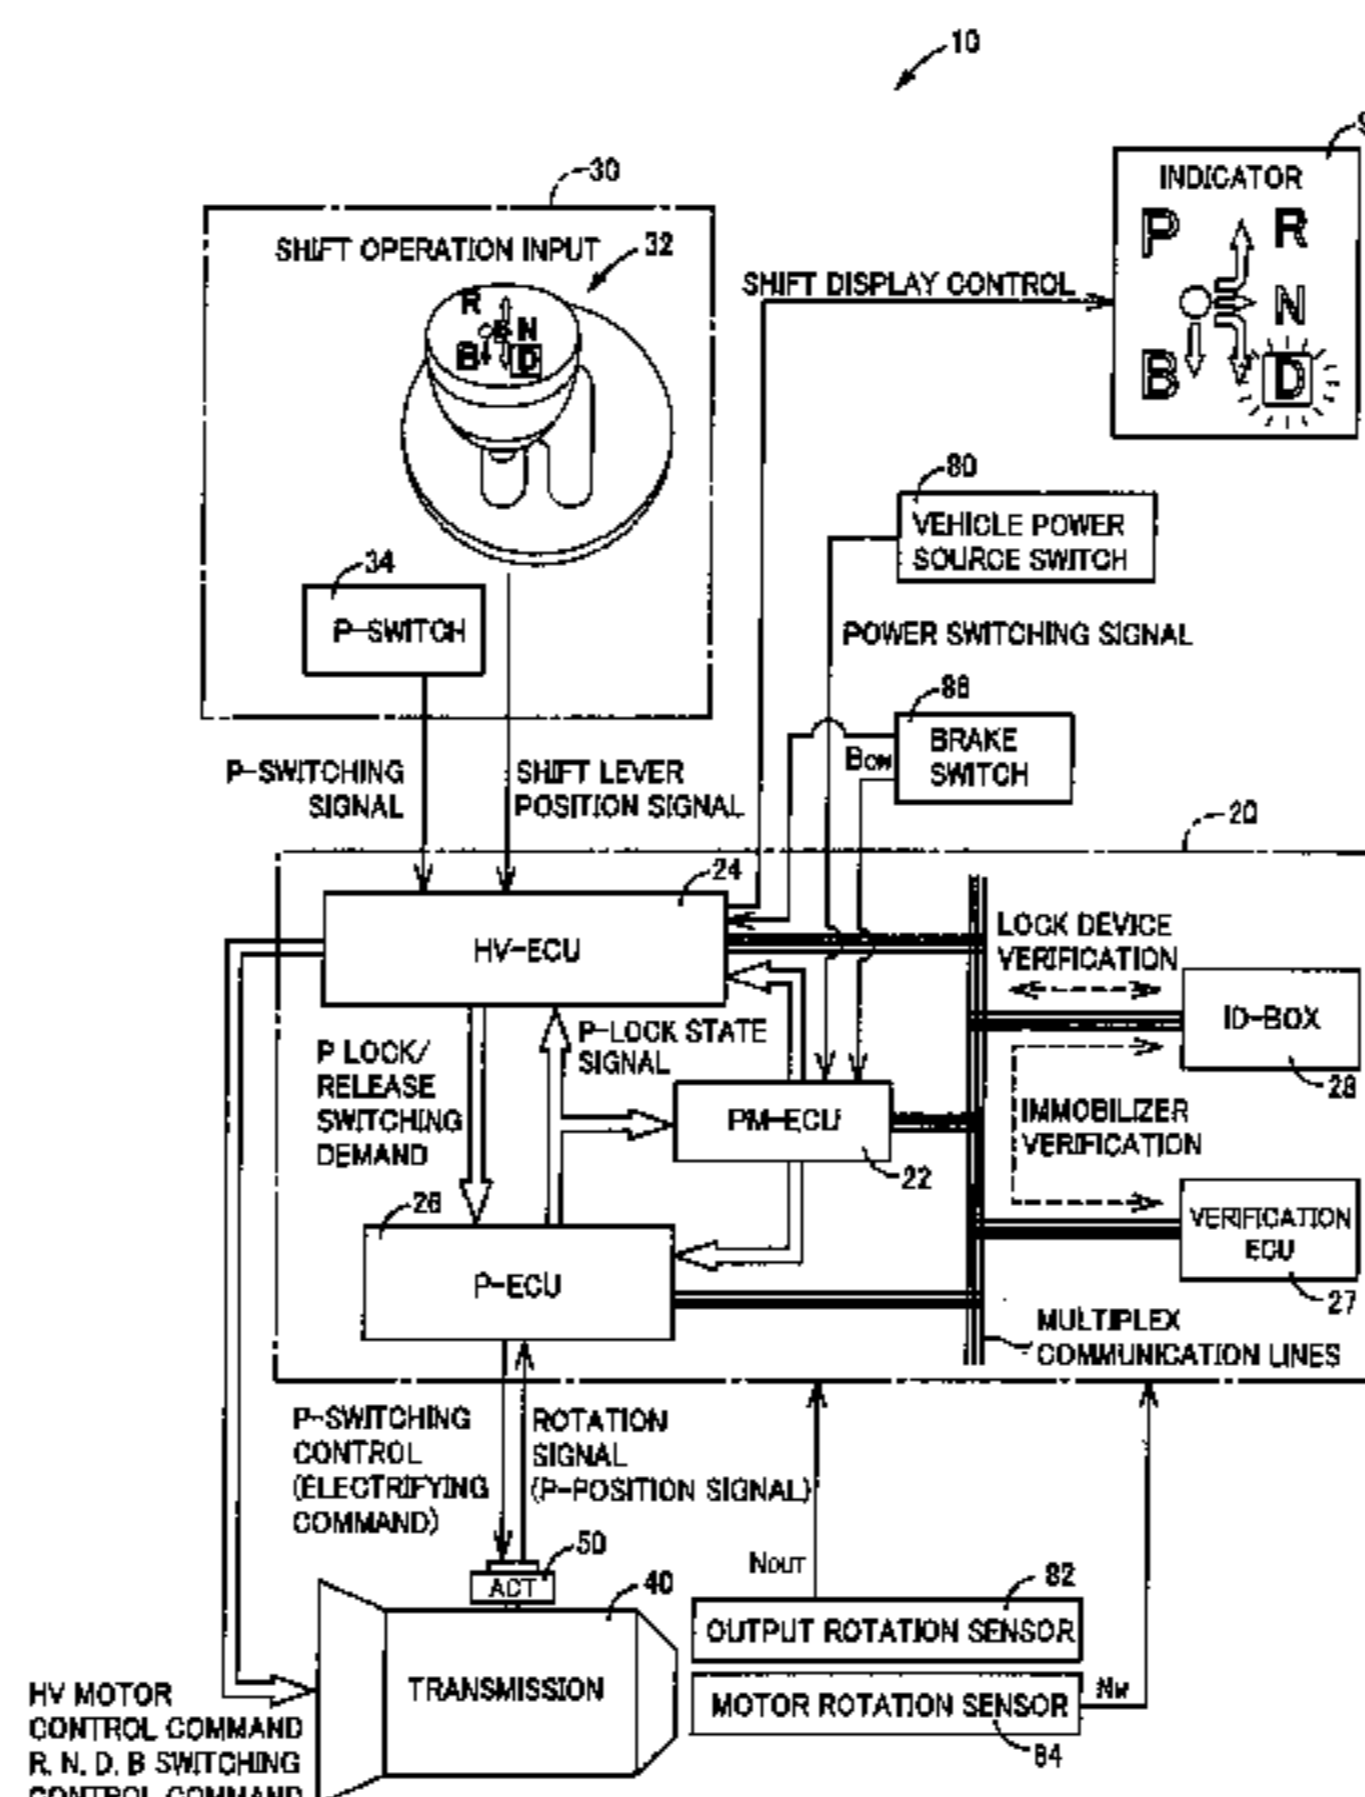 10
30
SHIFT OPERATION INPUT
32
R
N
B
D
INDICATOR
P
R
N
B
D
SHIFT DISPLAY CONTROL
80
VEHICLE POWER
SOURCE SWITCH
34
P-SWITCH
POWER SWITCHING SIGNAL
BRAKE
SWITCH
P-SWITCHING
SIGNAL
SHIFT LEVER
POSITION SIGNAL
20
24
HV-ECU
LOCK DEVICE
VERIFICATION
ID-BOX
28
P LOCK/
RELEASE
SWITCHING
DEMAND
P-LOCK STATE
SIGNAL
PM-ECU
22
IMMOBILIZER
VERIFICATION
26
P-ECU
VERIFICATION
ECU
27
MULTIPLEX
COMMUNICATION LINES
P-SWITCHING
CONTROL
(ELECTRIFYING
COMMAND)
ROTATION
SIGNAL
(P-POSITION SIGNAL)
50
ACT
40
TRANSMISSION
NOUT
82
OUTPUT ROTATION SENSOR
MOTOR ROTATION SENSOR
NM
84
HV MOTOR
CONTROL COMMAND
R, N, D, B SWITCHING
CONTROL COMMAND